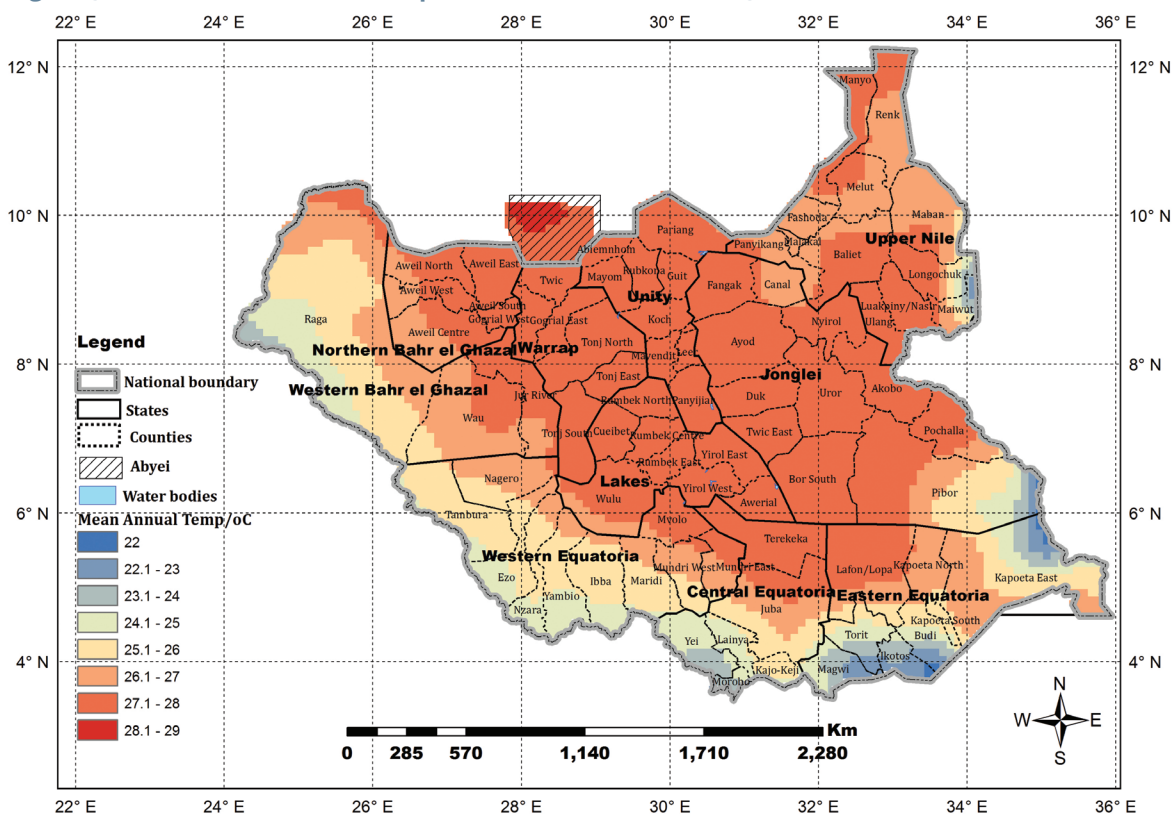 22° E 24° E 26° E 28° E 30° E 32° E 34° E 36° E
12° N 12° N
Manyo
Renk
Melut
10° N 10° N
Fashoda Maban
Pariang
Panyikang Malakal Upper Nile
Abiemnhom
Baliet
Aweil North Aweil East
Mayom Rubkona Guit
Longochuk
Twic
Fangak Canal
Aweil West
Unity
Aweil South
Luakpiny/Nasir Maiwut
Raga
Gogrial West Gogrial East Koch
Nyirol Ulang
Aweil Centre
Tonj North
Ayod
Legend
Northern Bahr el Ghazal Warrap
Mayendit Leer
8° N 8° N
National boundary
Tonj East
Jonglei
Western Bahr el Ghazal
Akobo
Jur River
Rumbek North Panyijiar
Duk Uror
States
Wau
Counties
Tonj South Cueibet Rumbek Centre
Twic East
Pochalla
Abyei
Rumbek East Yirol East
Nagero
Lakes
Bor South
Water bodies
Yirol West
Pibor
Wulu
Awerial
Mean Annual Temp/oC
Tambura
6° N 6° N
Mvolo
22
Terekeka
Western Equatoria
22.1 - 23
Mundri West Mundri East
Lafon/Lopa Kapoeta North
Ezo
Ibba Maridi
Kapoeta East
23.1 - 24
Yambio
Central Equatoria Eastern Equatoria
Nzara
Juba
24.1 - 25
Kapoeta South
Yei Lainya
Torit Budi
25.1 - 26
Ikotos
4° N 4° N
Kajo-Keji Magwi
26.1 - 27
Moroho
27.1 - 28
N
28.1 - 29
W E
Km
S
0 285 570 1,140 1,710 2,280
22° E 24° E 26° E 28° E 30° E 32° E 34° E 36° E